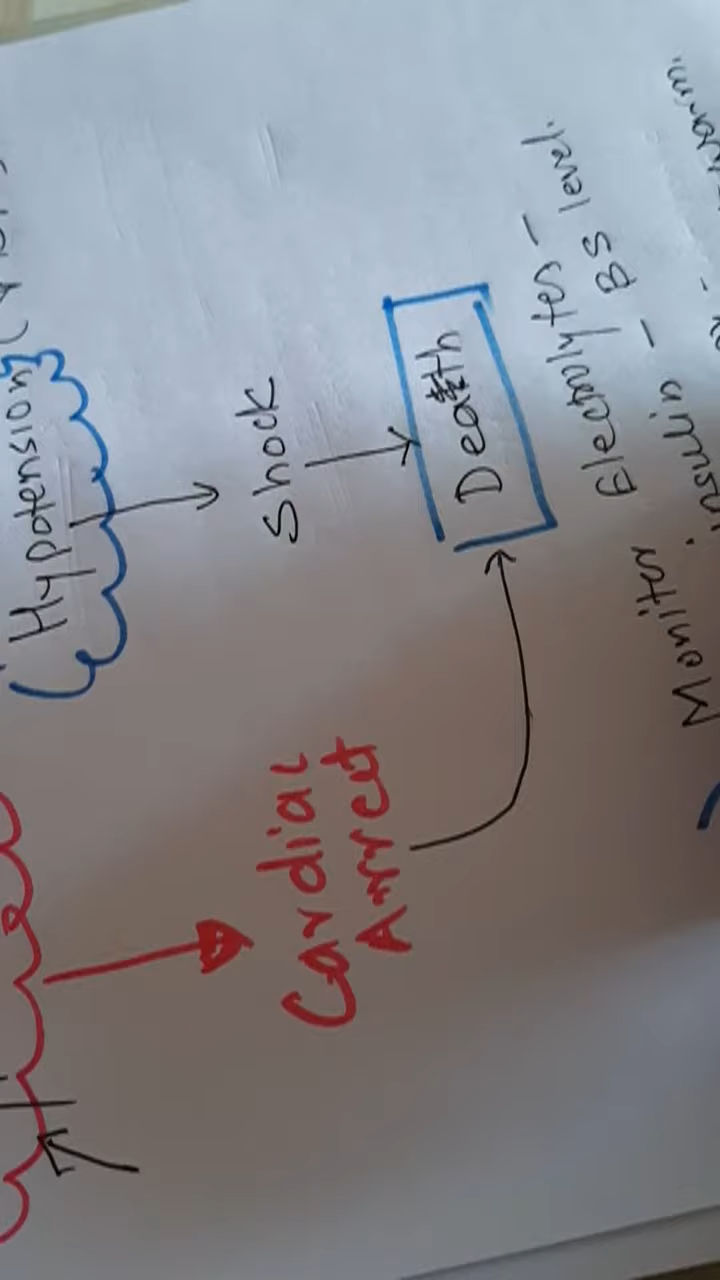 Hypotension
Shock
Cardiac
Arrest
Death
Monitor Electrolytes -
insulin - BS level.